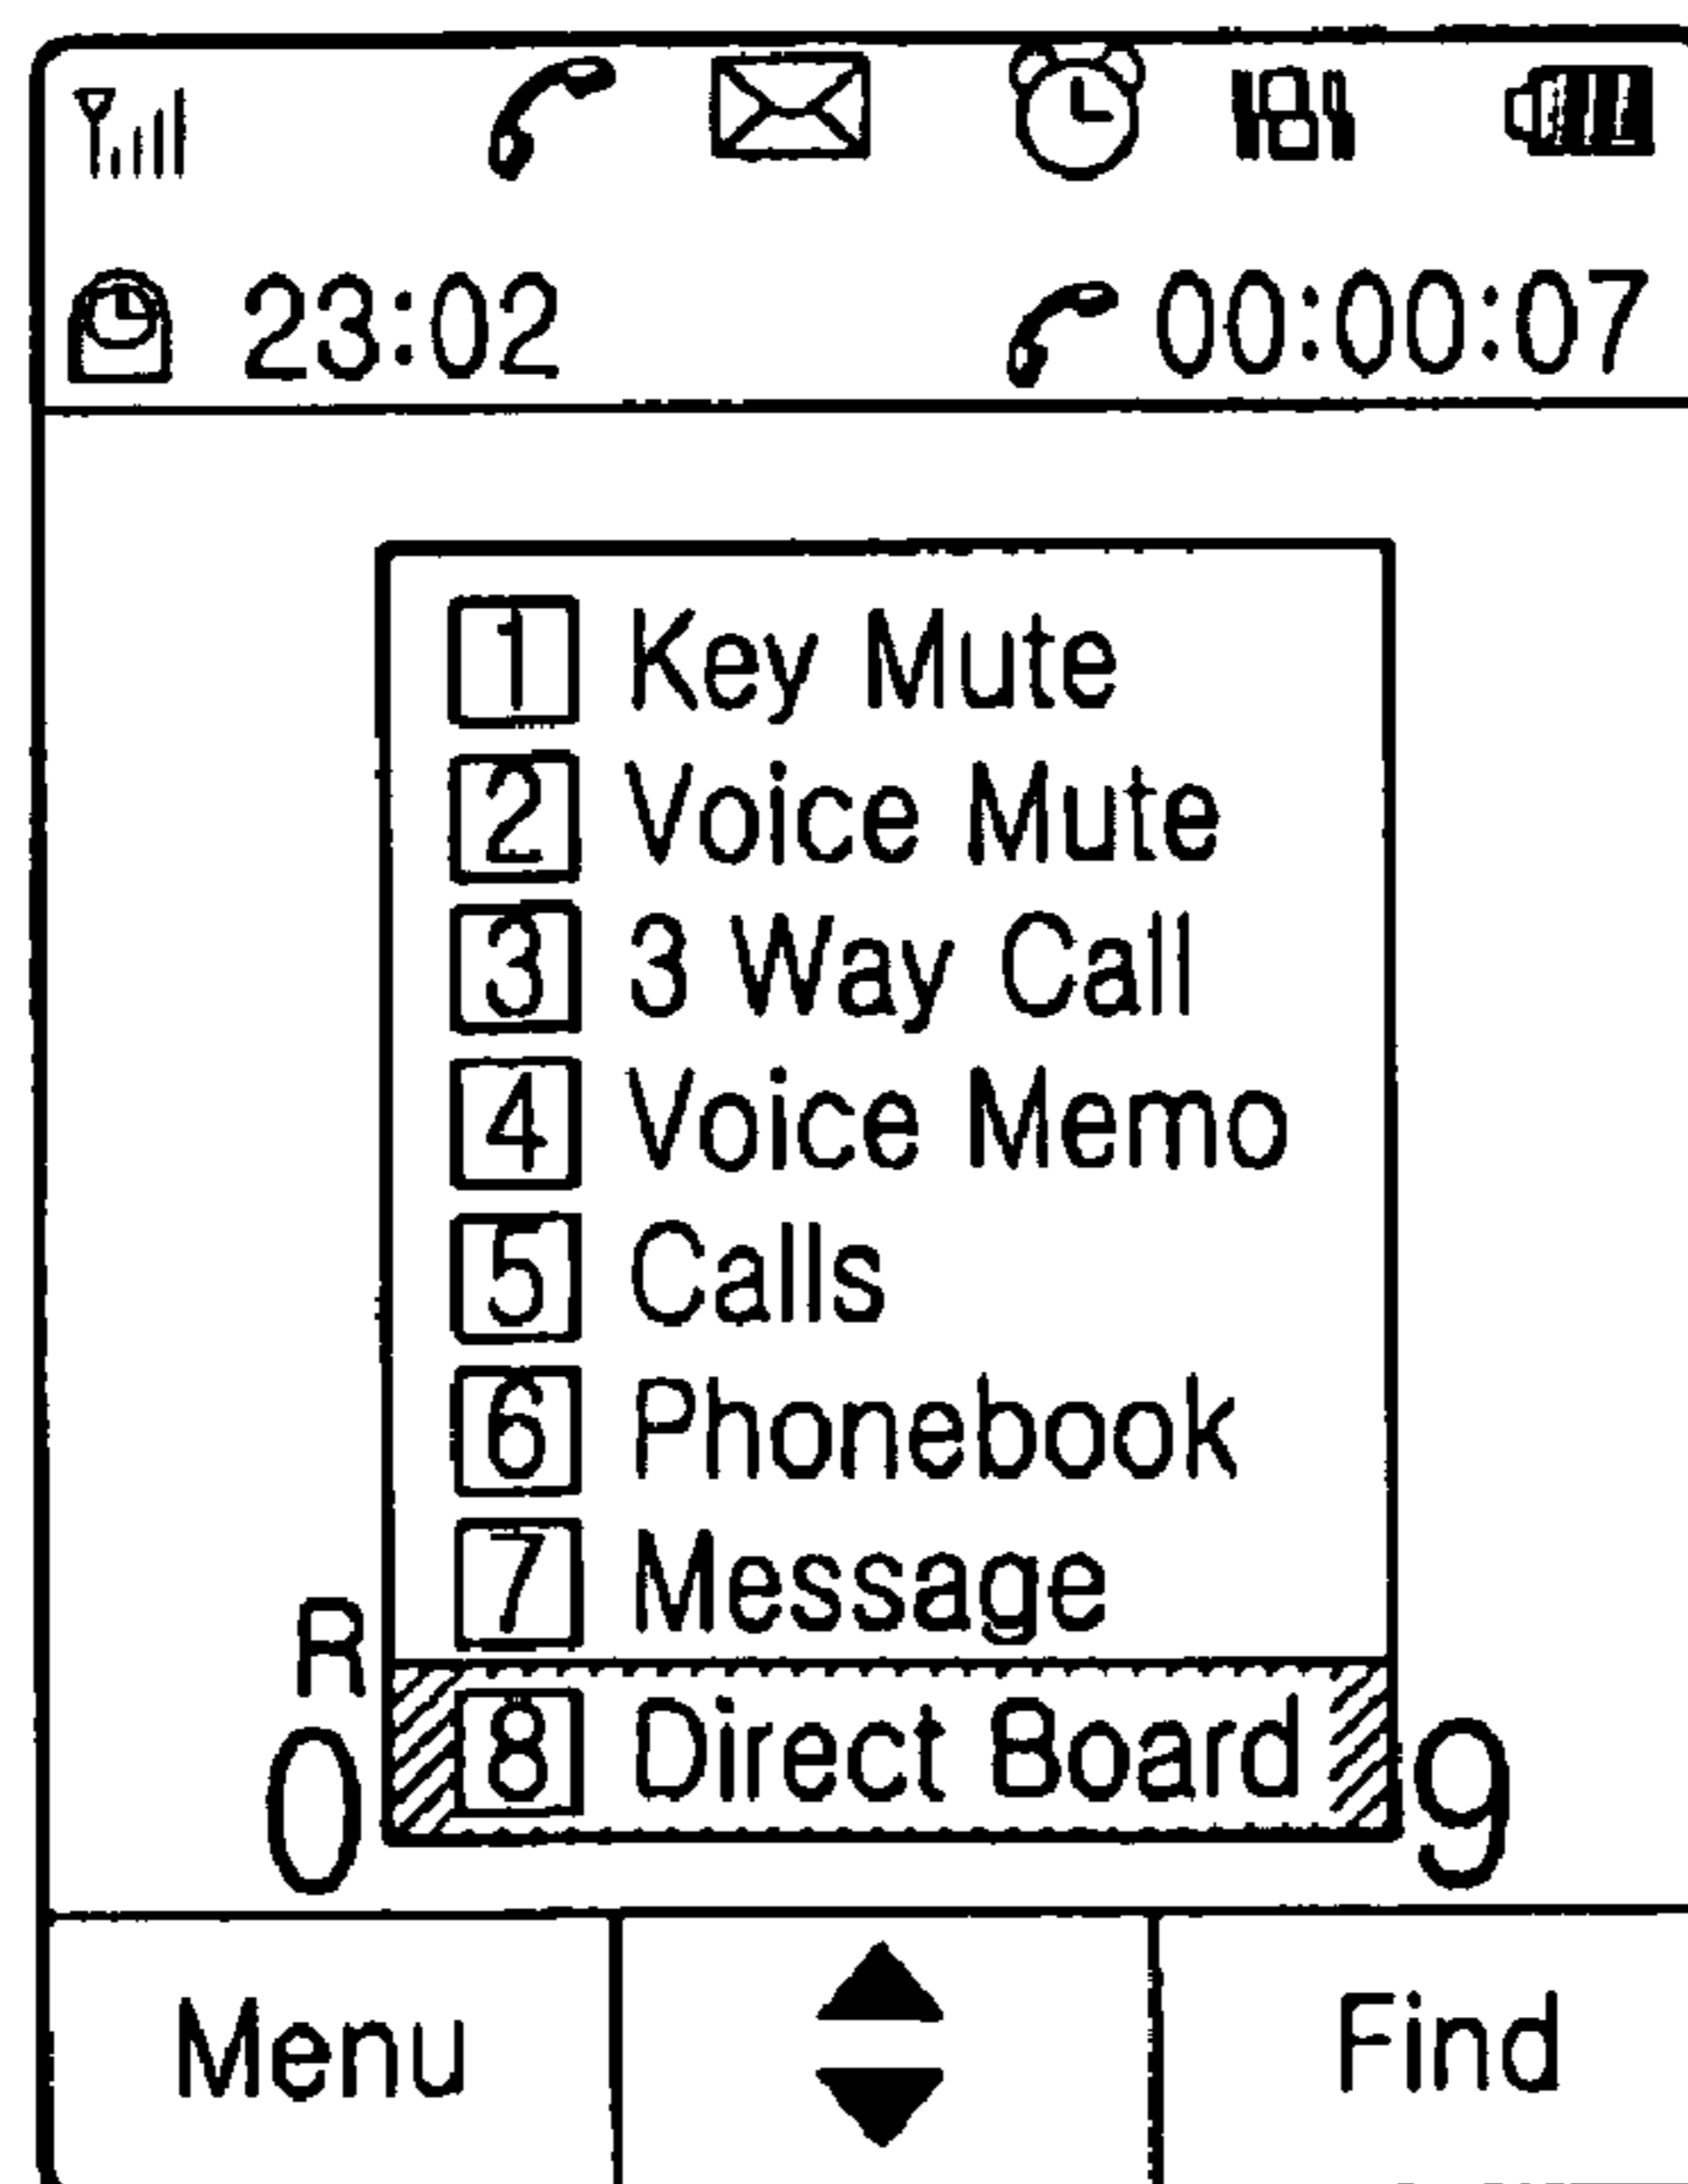 23:02 00:00:07
1 Key Mute
2 Voice Mute
3 3 Way Call
4 Voice Memo
5 Calls
6 Phonebook
7 Message
R
8 Direct Board
0 9
Menu Find